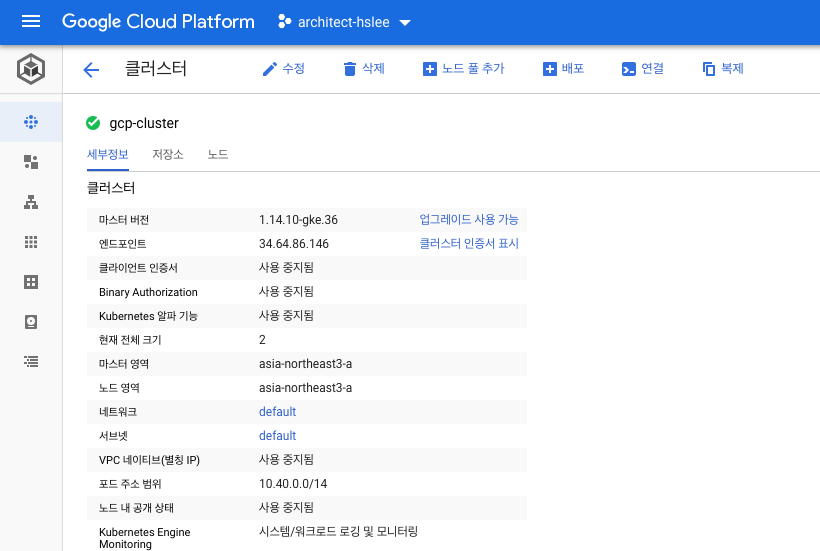 Google Cloud Platform architect-hslee
클러스터 수정 삭제 노드 풀 추가 배포 연결 복제
gcp-cluster
세부정보 저장소 노드
클러스터
마스터 버전 1.14.10-gke.36 업그레이드 사용 가능
엔드포인트 34.64.86.146 클러스터 인증서 표시
클라이언트 인증서 사용 중지됨
Binary Authorization 사용 중지됨
Kubernetes 알파 기능 사용 중지됨
현재 전체 크기 2
마스터 영역 asia-northeast3-a
노드 영역 asia-northeast3-a
네트워크 default
서브넷 default
VPC 네이티브(별칭 IP) 사용 중지됨
포드 주소 범위 10.40.0.0/14
노드 내 공개 상태 사용 중지됨
Kubernetes Engine 시스템/워크로드 로깅 및 모니터링
Monitoring